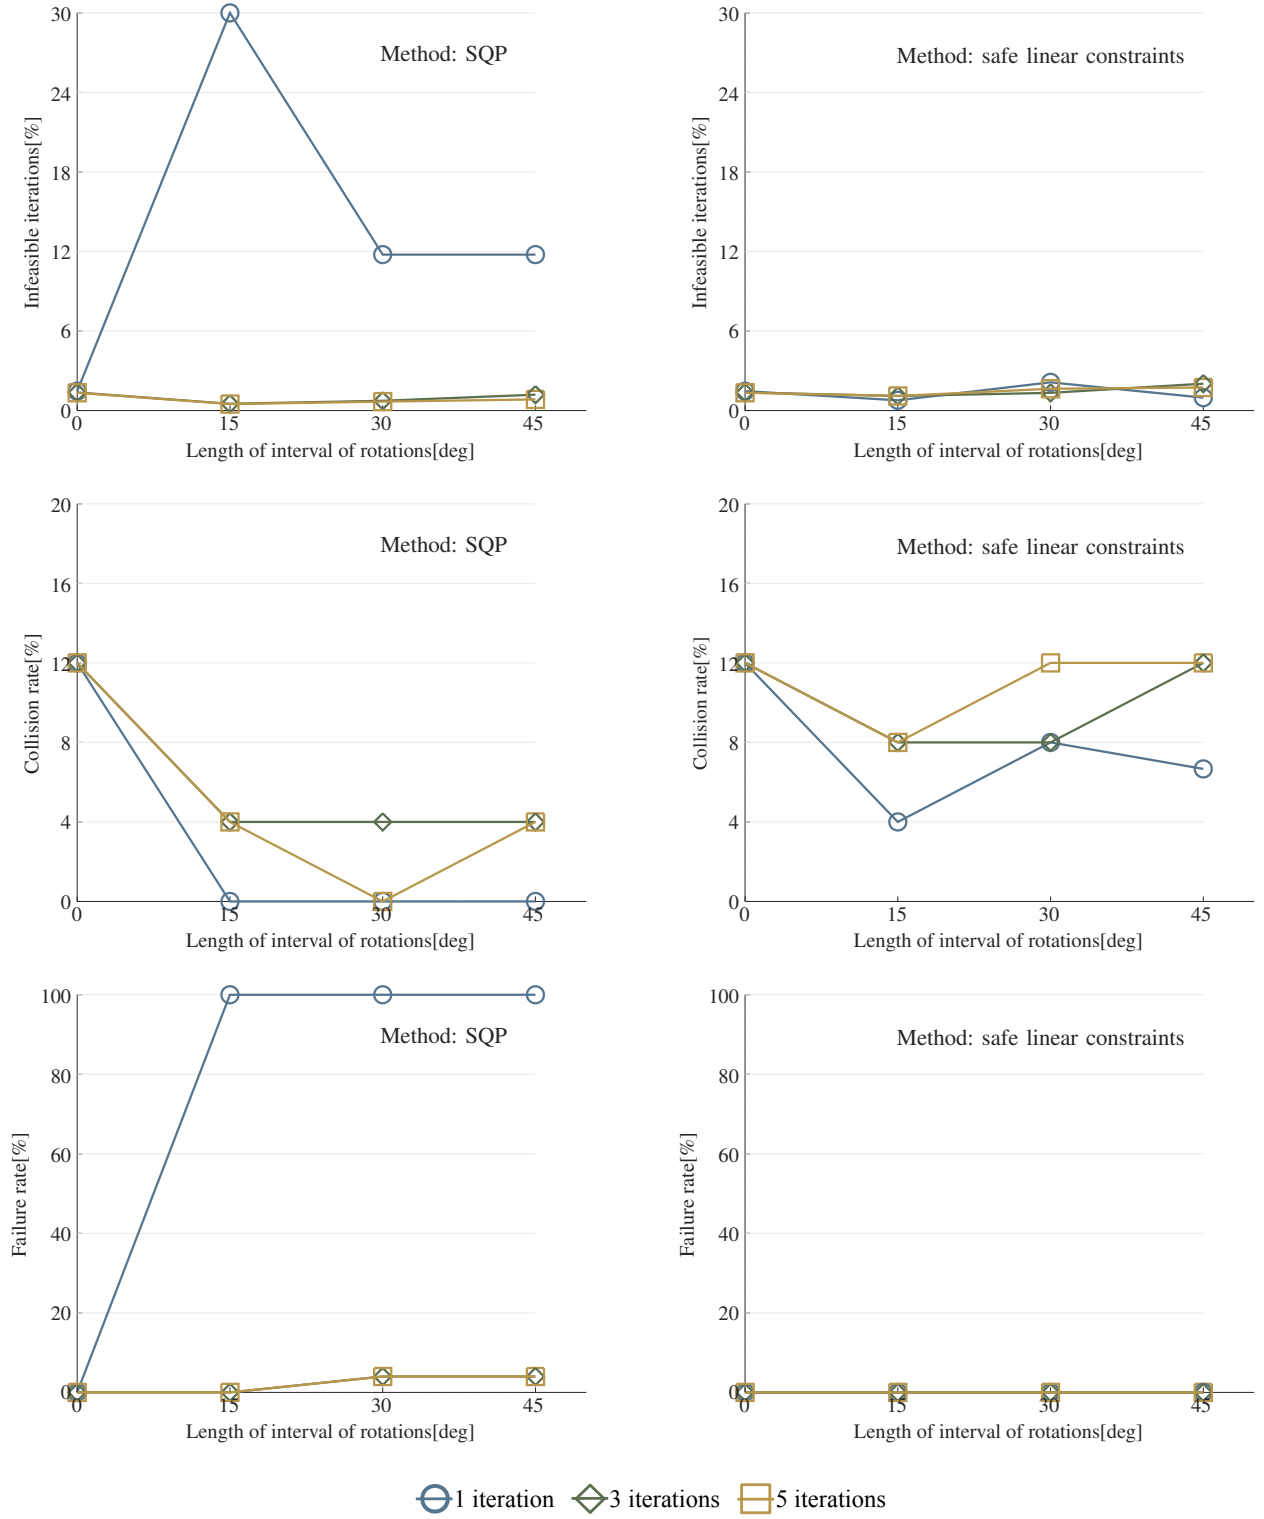 Method: SQP
Infeasible iterations[%]
30
24
18
12
6
0
0 15 30 45
Length of interval of rotations[deg]
Method: safe linear constraints
Infeasible iterations[%]
30
24
18
12
6
0
0 15 30 45
Length of interval of rotations[deg]
Method: SQP
Collision rate[%]
20
16
12
8
4
0
0 15 30 45
Length of interval of rotations[deg]
Method: safe linear constraints
Collision rate[%]
20
16
12
8
4
0
0 15 30 45
Length of interval of rotations[deg]
Method: SQP
Failure rate[%]
100
80
60
40
20
0
0 15 30 45
Length of interval of rotations[deg]
Method: safe linear constraints
Failure rate[%]
100
80
60
40
20
0
0 15 30 45
Length of interval of rotations[deg]
1 iteration 3 iterations 5 iterations